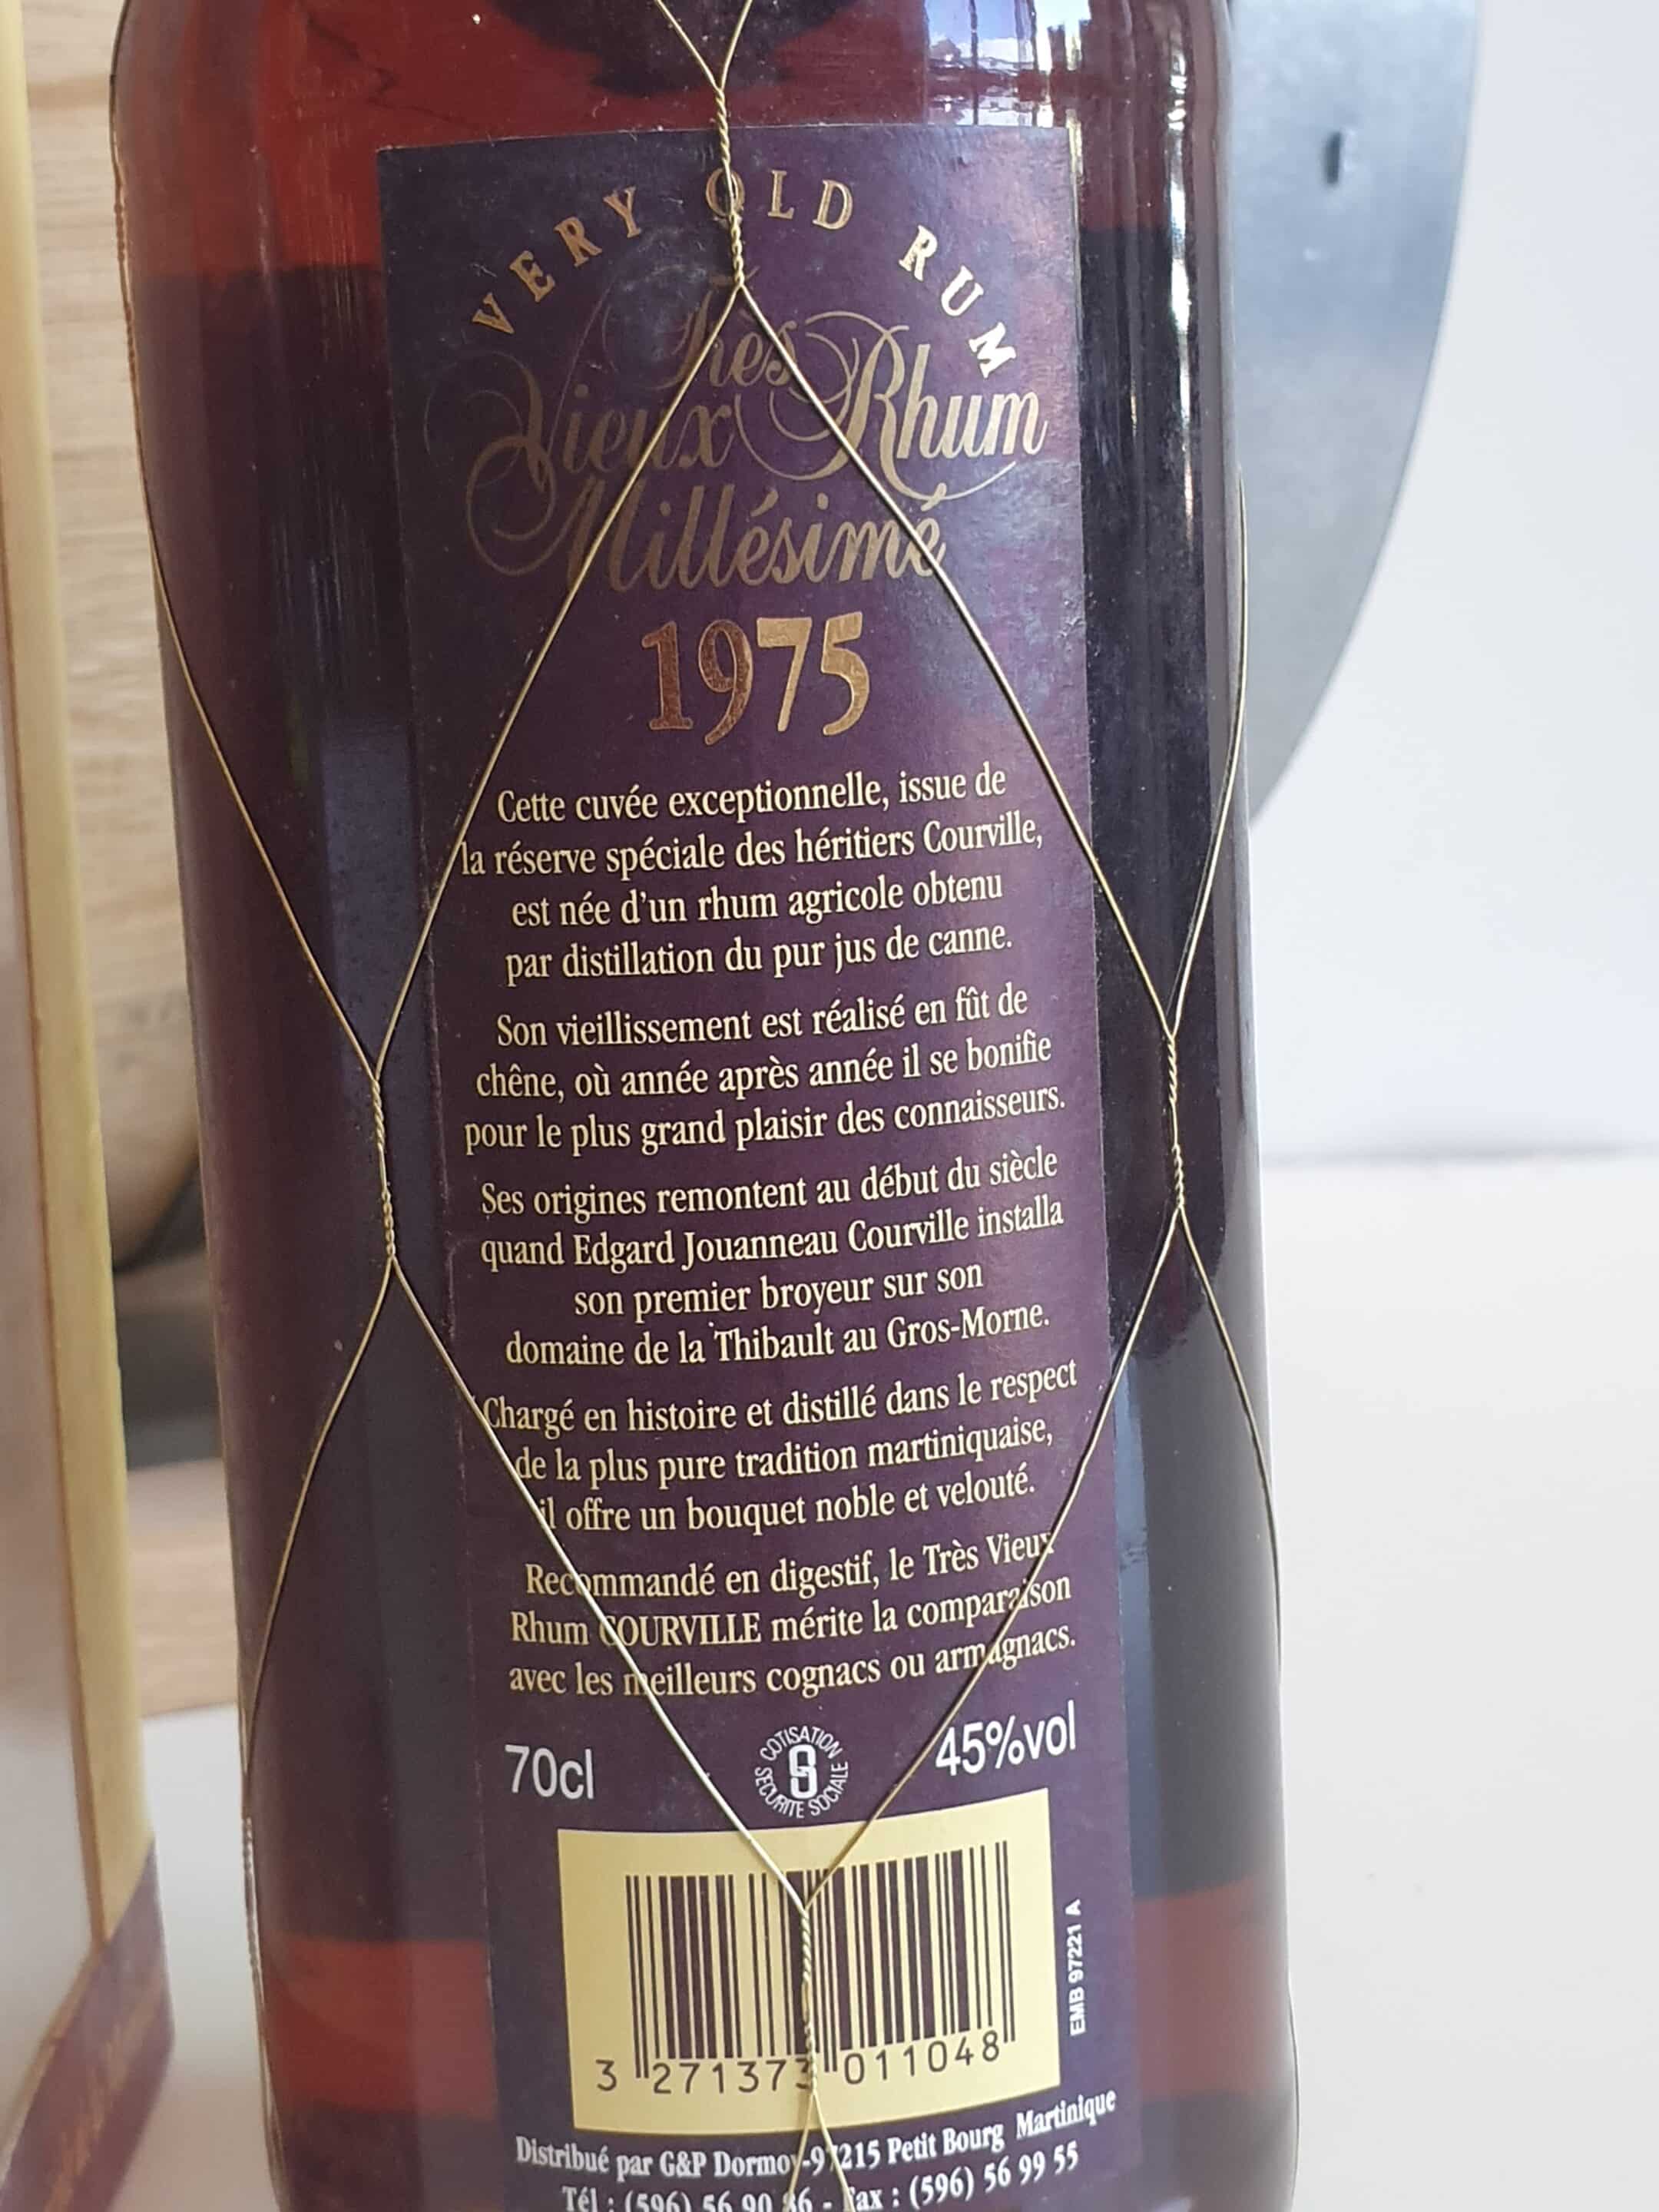 VERY OLD RUM
Très
Vieux Rhum
Millésimé
1975
Cette cuvée exceptionnelle, issue de
la réserve spéciale des héritiers Courville,
est née d'un rhum agricole obtenu
par distillation du pur jus de canne.
Son vieillissement est réalisé en fût de
chêne, où année après année il se bonifie
pour le plus grand plaisir des connaisseurs.
Ses origines remontent au début du siècle
quand Edgard Jouanneau Courville installa
son premier broyeur sur son
domaine de la Thibault au Gros-Morne.
Chargé en histoire et distillé dans le respect
de la plus pure tradition martiniquaise,
il offre un bouquet noble et velouté.
Recommandé en digestif, le Très Vieux
Rhum COURVILLE mérite la comparaison
avec les meilleurs cognacs ou armagnacs.
70cl
COTISATION SECURITE SOCIALE
45%vol
EMB 97221 A
3 271373 011048
Distribué par G&P Dormoy-97215 Petit Bourg Martinique
Tél : (596) 56 90 86 - Fax : (596) 56 99 55